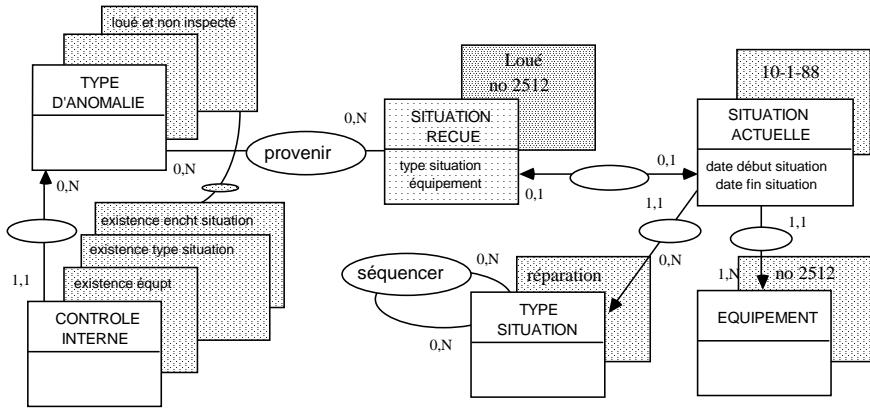 loué et non inspecté
TYPE
D'ANOMALIE
0,N
provenir
0,N
Loué
no 2512
SITUATION
RECUE
type situation
équipement
0,1
0,1
10-1-88
SITUATION
ACTUELLE
date début situation
date fin situation
0,N
1,1
existence encht situation
existence type situation
existence équpt
CONTROLE
INTERNE
séquencer
0,N
0,N
réparation
TYPE
SITUATION
1,1
0,N
1,1
1,N
no 2512
EQUIPEMENT